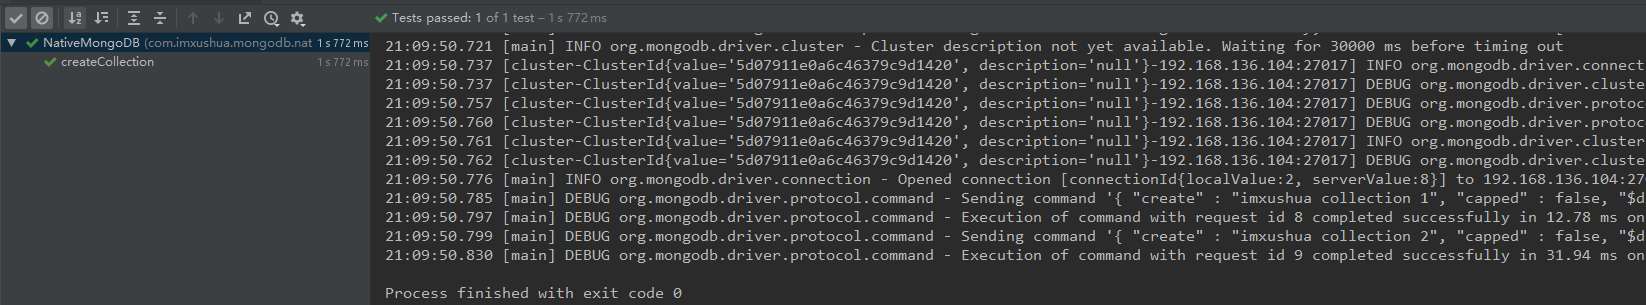 Tests passed: 1 of 1 test – 1 s 772 ms
NativeMongoDB (com.imxushua.mongodb.nat 1 s 772 ms
createCollection 1 s 772 ms
21:09:50.721 [main] INFO org.mongodb.driver.cluster - Cluster description not yet available. Waiting for 30000 ms before timing out
21:09:50.737 [cluster-ClusterId{value='5d07911e0a6c46379c9d1420', description='null'}-192.168.136.104:27017] INFO org.mongodb.driver.connect
21:09:50.737 [cluster-ClusterId{value='5d07911e0a6c46379c9d1420', description='null'}-192.168.136.104:27017] DEBUG org.mongodb.driver.cluste
21:09:50.757 [cluster-ClusterId{value='5d07911e0a6c46379c9d1420', description='null'}-192.168.136.104:27017] DEBUG org.mongodb.driver.protoc
21:09:50.760 [cluster-ClusterId{value='5d07911e0a6c46379c9d1420', description='null'}-192.168.136.104:27017] DEBUG org.mongodb.driver.protoc
21:09:50.761 [cluster-ClusterId{value='5d07911e0a6c46379c9d1420', description='null'}-192.168.136.104:27017] INFO org.mongodb.driver.cluster
21:09:50.762 [cluster-ClusterId{value='5d07911e0a6c46379c9d1420', description='null'}-192.168.136.104:27017] DEBUG org.mongodb.driver.cluste
21:09:50.776 [main] INFO org.mongodb.driver.connection - Opened connection [connectionId{localValue:2, serverValue:8}] to 192.168.136.104:27
21:09:50.785 [main] DEBUG org.mongodb.driver.protocol.command - Sending command '{ "create" : "imxushua collection 1", "capped" : false, "$d
21:09:50.797 [main] DEBUG org.mongodb.driver.protocol.command - Execution of command with request id 8 completed successfully in 12.78 ms on
21:09:50.799 [main] DEBUG org.mongodb.driver.protocol.command - Sending command '{ "create" : "imxushua collection 2", "capped" : false, "$d
21:09:50.830 [main] DEBUG org.mongodb.driver.protocol.command - Execution of command with request id 9 completed successfully in 31.94 ms on
Process finished with exit code 0